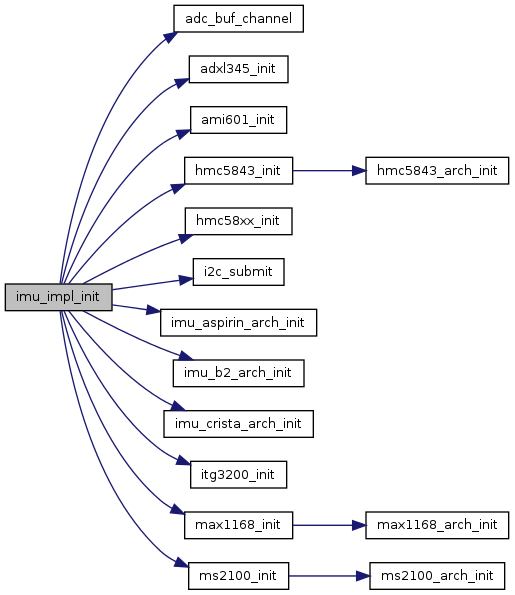 adc_buf_channel
adxl345_init
ami601_init
hmc5843_init
hmc5843_arch_init
hmc58xx_init
i2c_submit
imu_impl_init
imu_aspirin_arch_init
imu_b2_arch_init
imu_crista_arch_init
itg3200_init
max1168_init
max1168_arch_init
ms2100_init
ms2100_arch_init